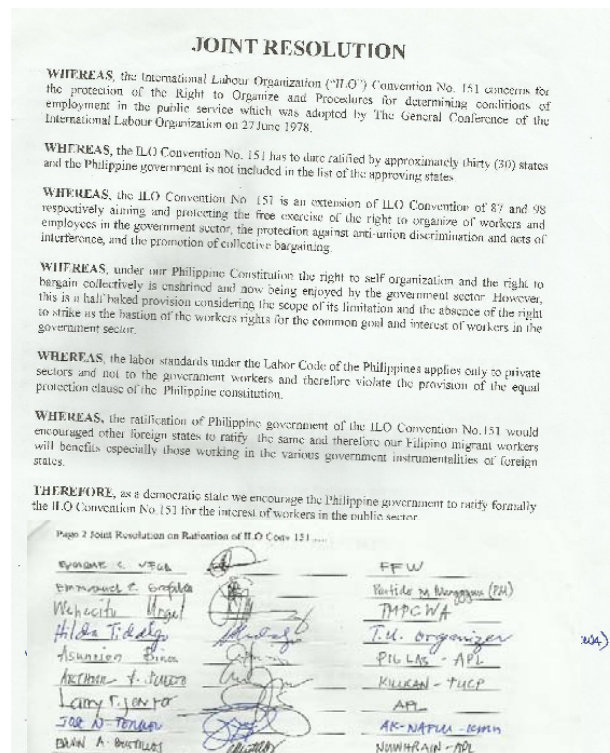 JOINT RESOLUTION
WHEREAS, the International Labour Organization ("ILO") Convention No. 151 concerns for
the protection of the Right to Organize and Procedures for determining conditions of
employment in the public service which was adopted by The General Conference of the
International Labour Organization on 27 June 1978.
WHEREAS, the ILO Convention No. 151 has to date ratified by approximately thirty (30) states
and the Philippine government is not included in the list of the approving states
WHEREAS, the ILO Convention No 151 is an extension of ILO Convention of 87 and 98
respectively aiming and protecting the free exercise of the right to organize of workers and
employees in the government sector, the protection against anti-union discrimination and acts of
interference, and the promotion of collective bargaining.
WHEREAS, under our Philippine Constitution the right to self organization and the right to
bargain collectively is enshrined and now being enjoyed by the government sector. However,
this is a half baked provision considering the scope of its limitation and the absence of the right
to strike as the bastion of the workers rights for the common goal and interest of workers in the
government sector.
WHEREAS, the labor standards under the Labor Code of the Philippines applies only to private
sectors and not to the government workers and therefore violate the provision of the equal
protection clause of the Philippine constitution.
WHEREAS, the ratification of Philippine government of the ILO Convention No.151 would
encouraged other foreign states to ratify the same and therefore our Filipino migrant workers
will benefits especially those working in the various government instrumentalities of foreign
states.
THEREFORE, as a democratic state we encourage the Philippine government to ratify formally
the ILO Convention No 151 for the interest of workers in the public sector
Page 2 Joint Resolution on Ratication of ILO Conv 151 ....
FFW
Emmanuel Partido ng Manggagawa (PM)
TMPCWA
Hilda Tidalgo T.U. organizer
Asuncion Binos PIGLAS - APL
KILUSAN - TUCP
Larry APL
AK-NAFLU - KMU
NUWHRAIN - APL